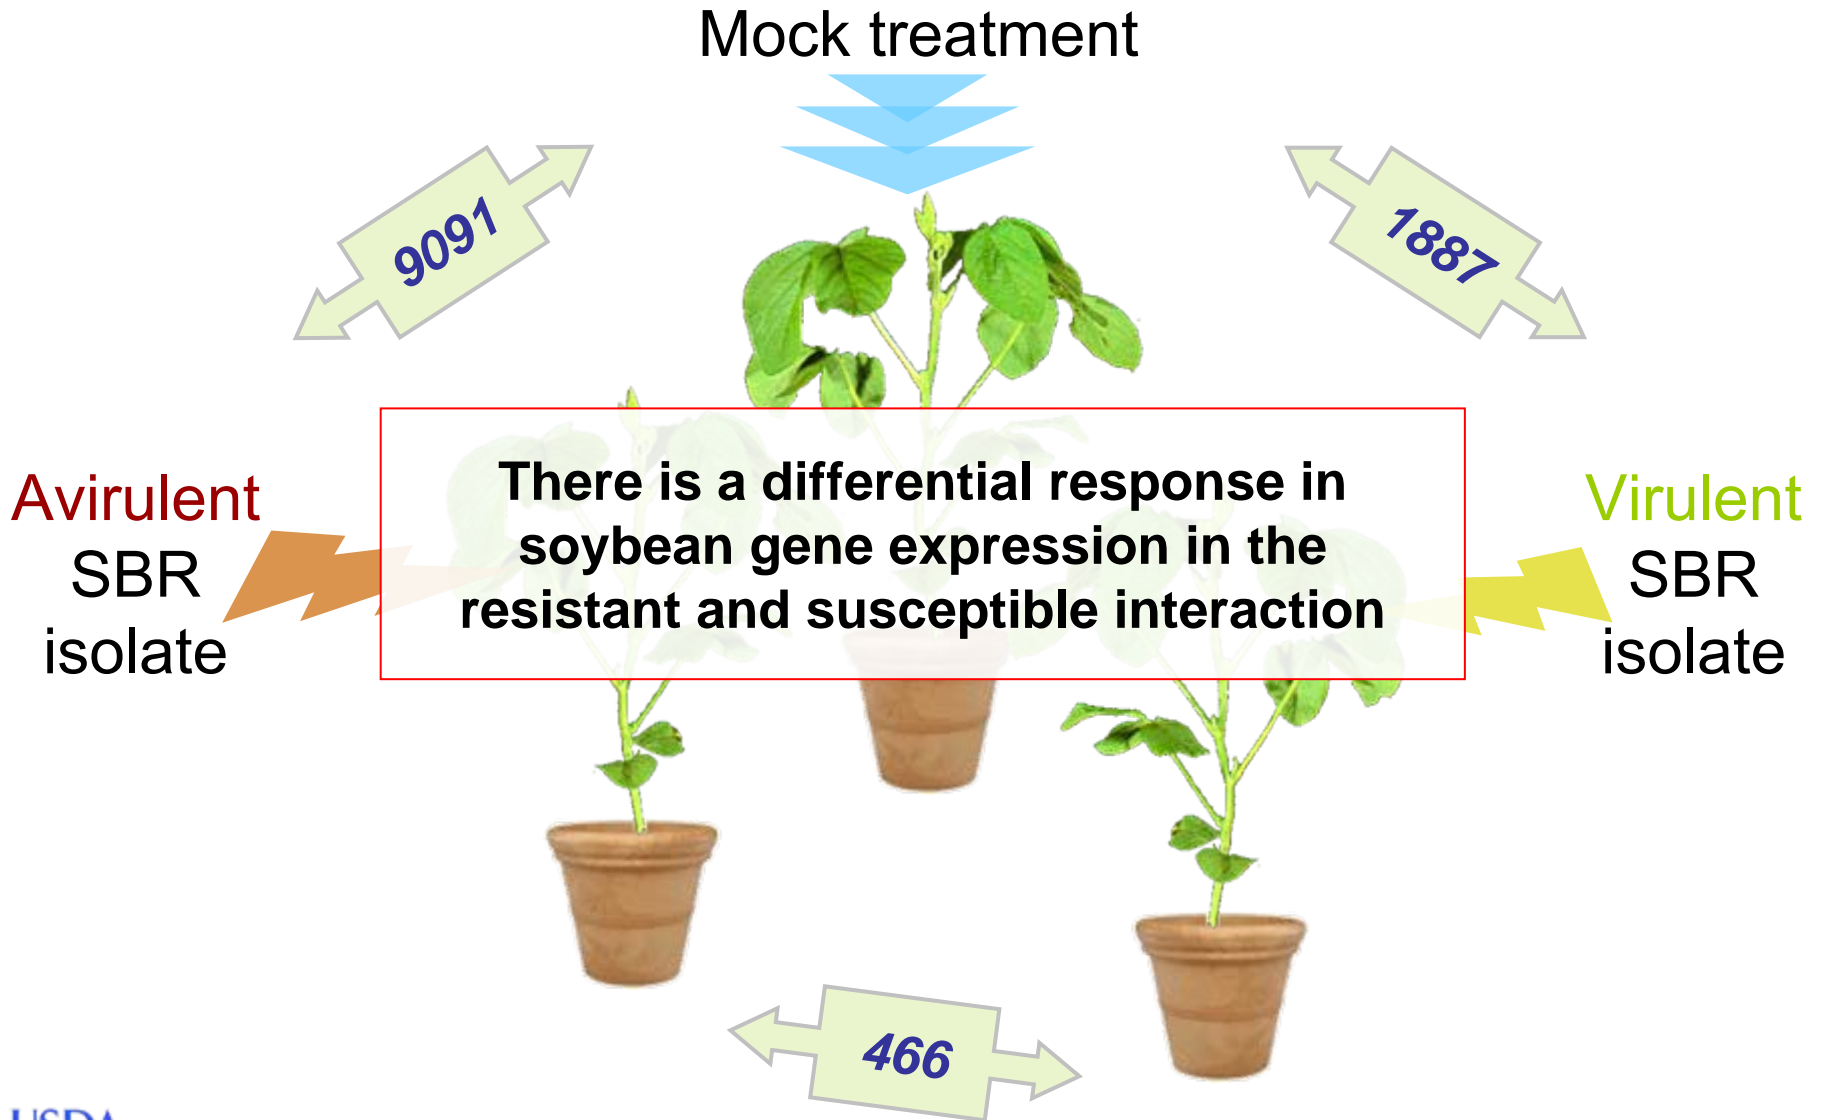 Mock treatment
9091
1887
There is a differential response in
soybean gene expression in the
resistant and susceptible interaction
Avirulent
SBR
isolate
Virulent
SBR
isolate
466
USDA